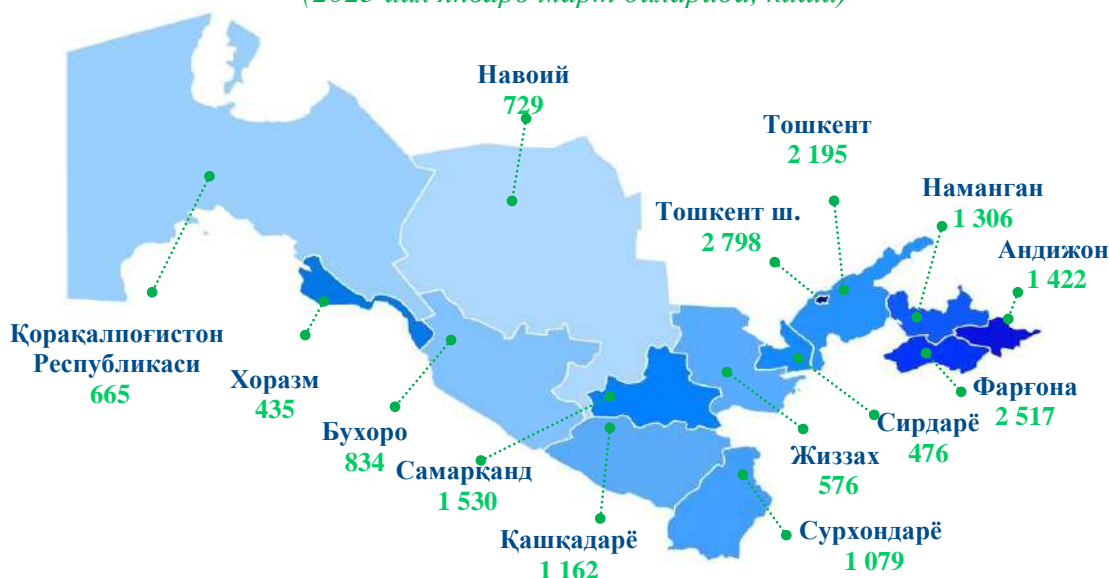 Навоий
729
Тошкент
2 195
Наманган
1 306
Тошкент ш.
2 798
Андижон
1 422
Қорақалпоғистон
Республикаси
665
Хоразм
435
Бухоро
834
Самарқанд
1 530
Қашқадарё
1 162
Сурхондарё
1 079
Жиззах
576
Сирдарё
476
Фарғона
2 517